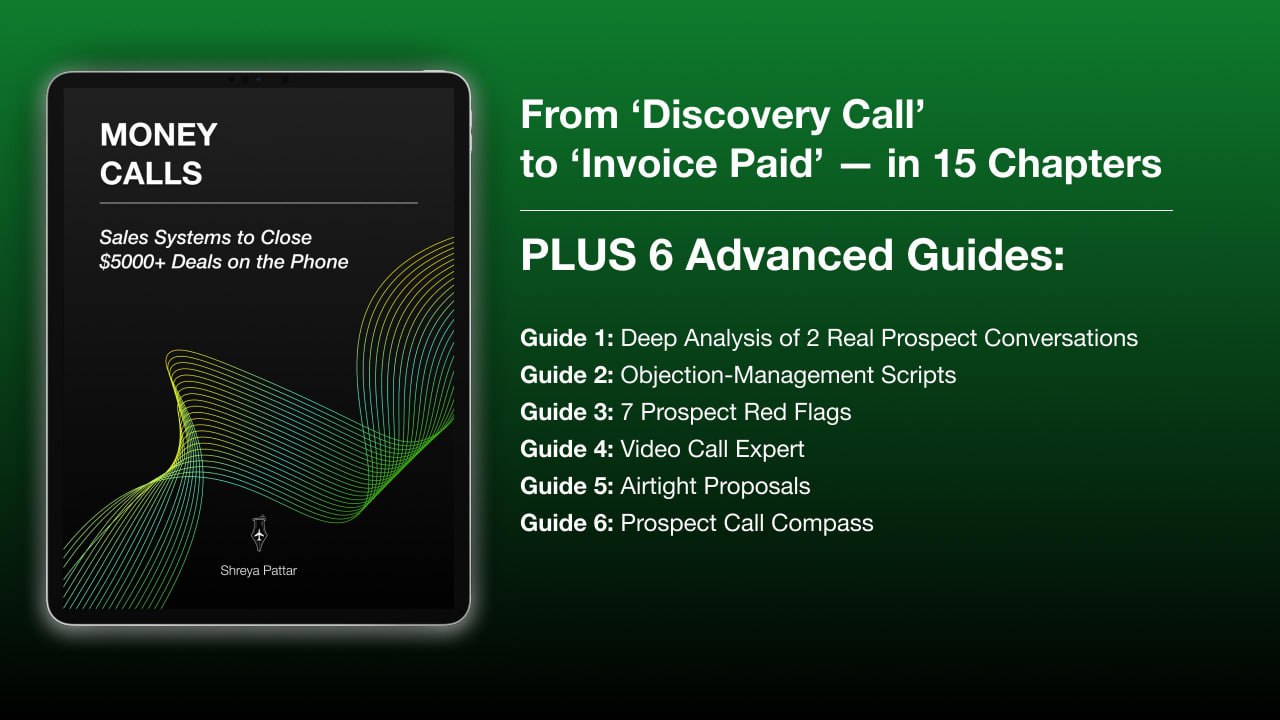 MONEY
CALLS
Sales Systems to Close
$5000+ Deals on the Phone
Shreya Pattar
From ‘Discovery Call’
to ‘Invoice Paid’ — in 15 Chapters
PLUS 6 Advanced Guides:
Guide 1: Deep Analysis of 2 Real Prospect Conversations
Guide 2: Objection-Management Scripts
Guide 3: 7 Prospect Red Flags
Guide 4: Video Call Expert
Guide 5: Airtight Proposals
Guide 6: Prospect Call Compass